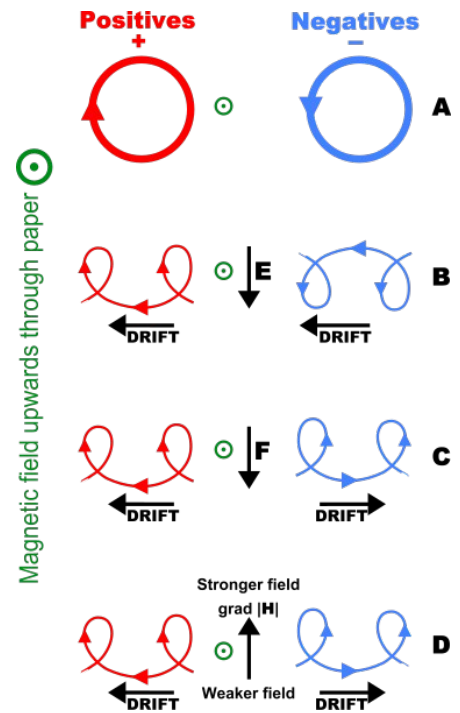 Positives
+
Negatives
−
A
Magnetic field upwards through paper
E
B
DRIFT
DRIFT
F
C
DRIFT
DRIFT
Stronger field
grad |H|
D
Weaker field
DRIFT
DRIFT